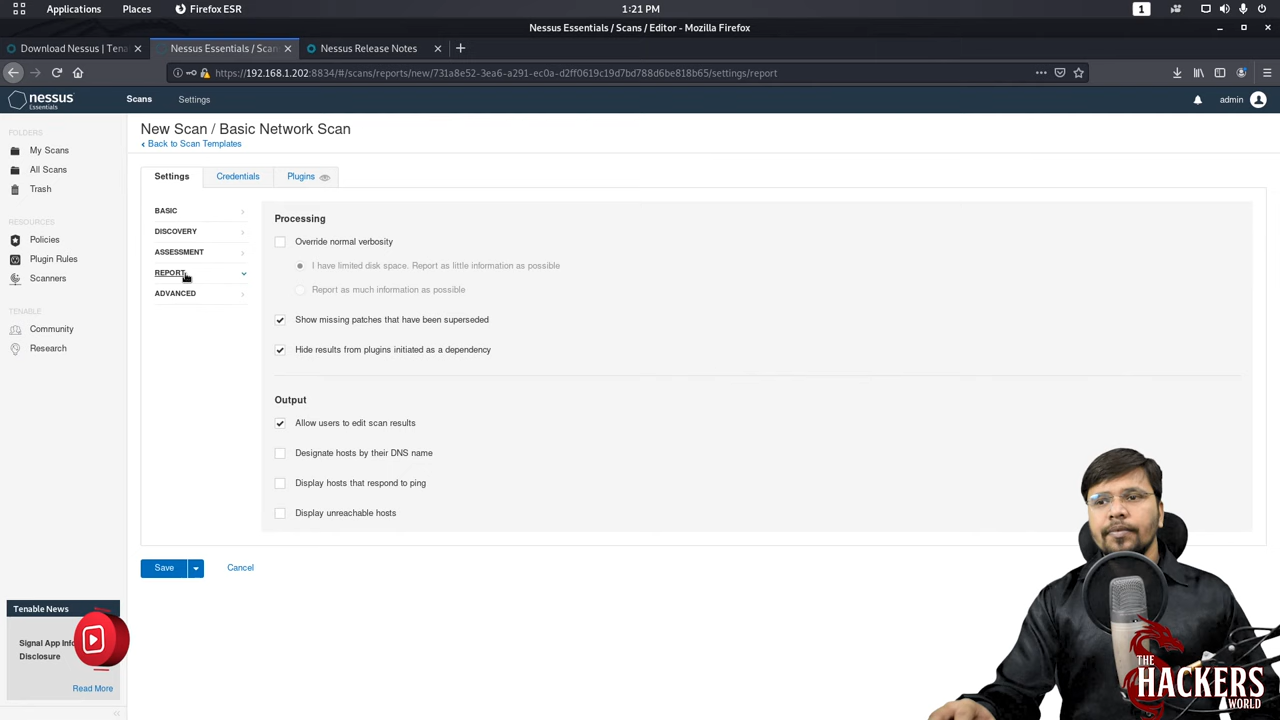 Applications
Places
Firefox ESR
1:21 PM
1
Nessus Essentials / Scans / Editor - Mozilla Firefox
Download Nessus | Tena
Nessus Essentials / Scan
Nessus Release Notes
https://192.168.1.202:8834/#/scans/reports/new/731a8e52-3ea6-a291-ec0a-d2ff0619c19d7bd788d6be818b65/settings/report
nessus
Essentials
Scans
Settings
admin
FOLDERS
My Scans
All Scans
Trash
RESOURCES
Policies
Plugin Rules
Scanners
TENABLE
Community
Research
Tenable News
Signal App Info
Disclosure
Read More
New Scan / Basic Network Scan
Back to Scan Templates
Settings
Credentials
Plugins
BASIC
DISCOVERY
ASSESSMENT
REPORT
ADVANCED
Processing
Override normal verbosity
I have limited disk space. Report as little information as possible
Report as much information as possible
Show missing patches that have been superseded
Hide results from plugins initiated as a dependency
Output
Allow users to edit scan results
Designate hosts by their DNS name
Display hosts that respond to ping
Display unreachable hosts
Save
Cancel
THE
HACKERS
WORLD